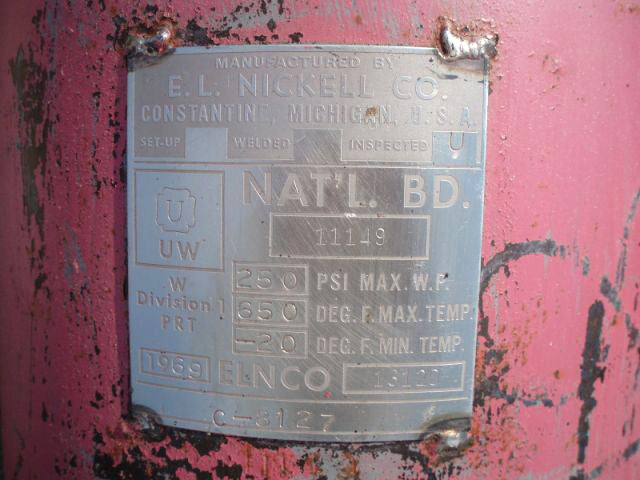 MANUFACTURED BY
E. L. NICKELL CO.
CONSTANTINE, MICHIGAN, U. S. A.
SET-UP WELDED INSPECTED U
NAT'L. BD.
11149
U
UW
W
Division 1
PRT
250 PSI MAX. W. P.
650 DEG. F. MAX. TEMP.
-20 DEG. F. MIN. TEMP.
1969 ELNCO 13120
C-8127